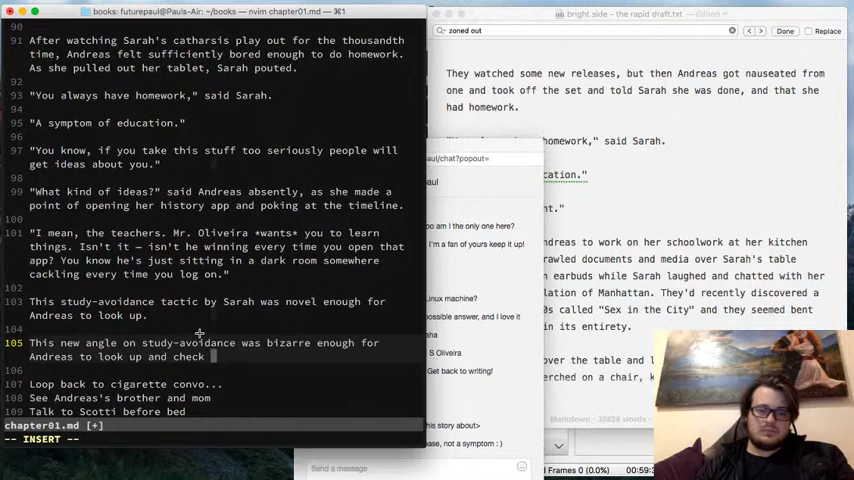 books: futurepaul@Pauls-Air: ~/books — nvim chapter01.md — ⌘1
90
91 After watching Sarah's catharsis play out for the thousandth
time, Andreas felt sufficiently bored enough to do homework.
As she pulled out her tablet, Sarah pouted.
92
93 "You always have homework," said Sarah.
94
95 "A symptom of education."
96
97 "You know, if you take this stuff too seriously people will
get ideas about you."
98
99 "What kind of ideas?" said Andreas absently, as she made a
point of opening her history app and poking at the timeline.
100
101 "I mean, the teachers. Mr. Oliveira *wants* you to learn
things. Isn't it — isn't he winning every time you open that
app? You know he's just sitting in a dark room somewhere
cackling every time you log on."
102
103 This study-avoidance tactic by Sarah was novel enough for
Andreas to look up.
104
105 This new angle on study-avoidance was bizarre enough for
Andreas to look up and check
106
107 Loop back to cigarette convo...
108 See Andreas's brother and mom
109 Talk to Scotti before bed
chapter01.md [+]
-- INSERT --
bright side - the rapid draft.txt — Edited
zoned out
Done
Replace
They watched some new releases, but then Andreas got nauseated from
one and took off the set and told Sarah she was done, and that she
had homework.
homework," said Sarah.
cation."
nt."
ndreas to work on her schoolwork at her kitchen
rawled documents and media over Sarah's table
n earbuds while Sarah laughed and chatted with her
lation of Manhattan. They'd recently discovered a
0s called "Sex in the City" and they seemed bent
en in its entirety.
over the table and l
erched on a chair, k
Markdown
paul/chat?popout=
paul
oo am I the only one here?
I'm a fan of yours keep it up!
Linux machine?
possible answer, and I love it
aha
S Oliveira
Get back to writing!
this story about>
ease, not a symptom : )
Send a message
d Frames 0 (0.0%)